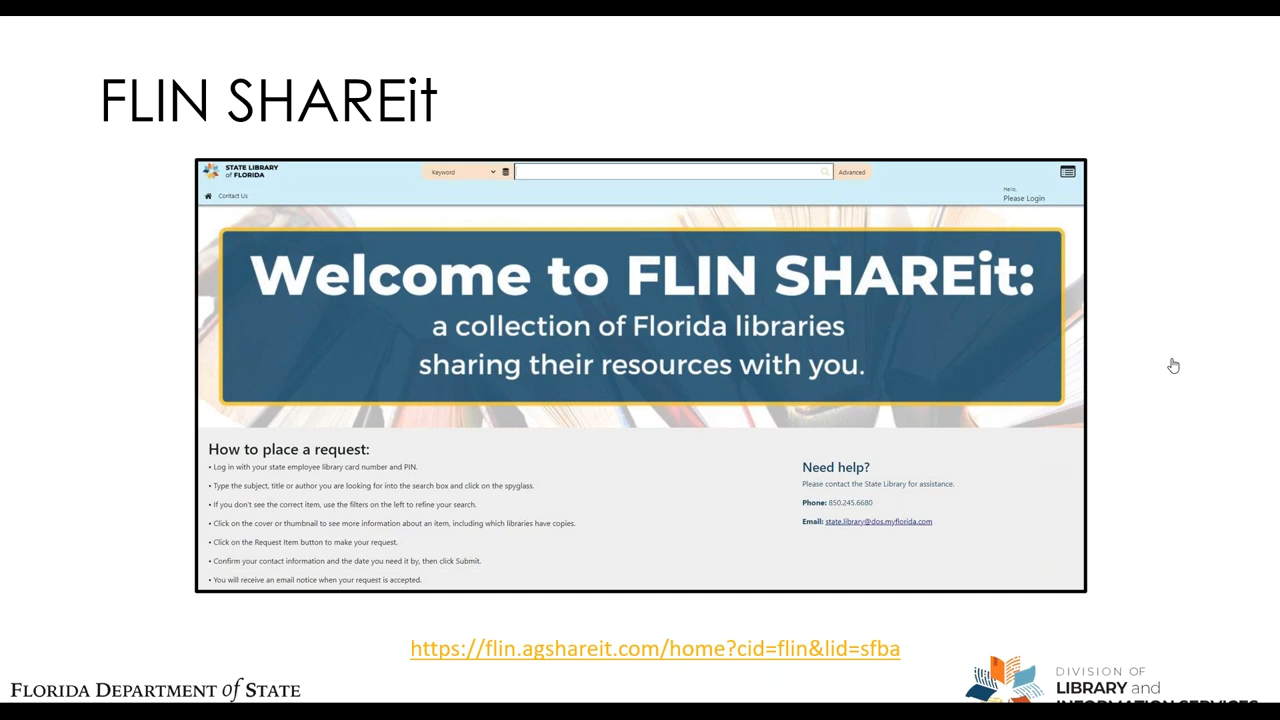 FLIN SHAREit
STATE LIBRARY
of FLORIDA
Keyword
Advanced
Contact Us
Hello,
Please Login
Welcome to FLIN SHAREit:
a collection of Florida libraries
sharing their resources with you.
How to place a request:
• Log in with your state employee library card number and PIN.
• Type the subject, title or author you are looking for into the search box and click on the spyglass.
• If you don't see the correct item, use the filters on the left to refine your search.
• Click on the cover or thumbnail to see more information about an item, including which libraries have copies.
• Click on the Request Item button to make your request.
• Confirm your contact information and the date you need it by, then click Submit.
• You will receive an email notice when your request is accepted.
Need help?
Please contact the State Library for assistance.
Phone: 850.245.6680
Email: state.library@dos.myflorida.com
https://flin.agshareit.com/home?cid=flin&lid=sfba
FLORIDA DEPARTMENT of STATE
DIVISION OF
LIBRARY and
INFORMATION SERVICES